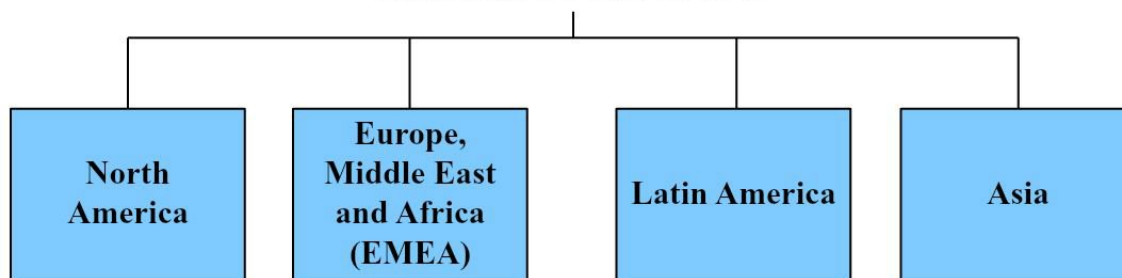 North
America
Europe,
Middle East
and Africa
(EMEA)
Latin America
Asia